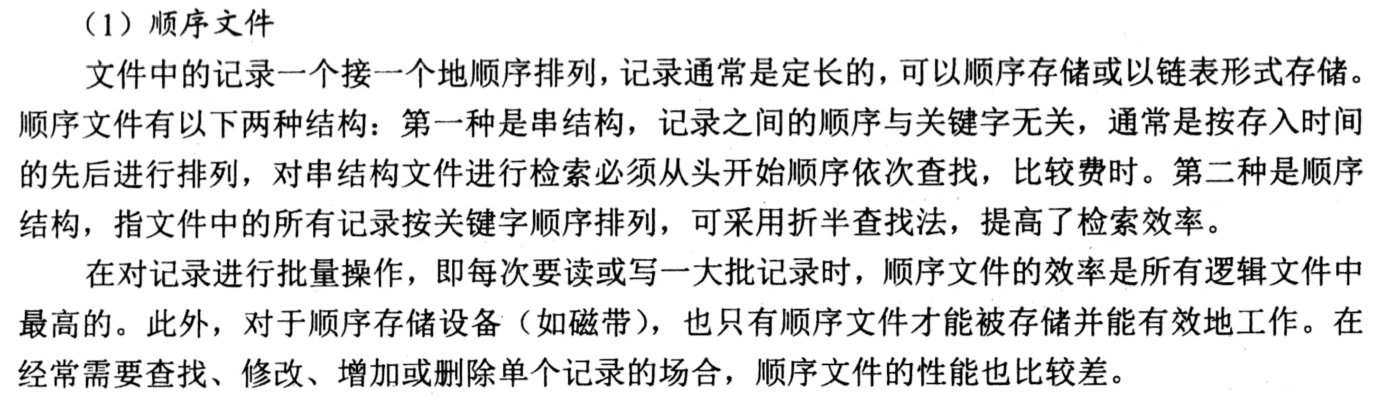 （1）顺序文件
文件中的记录一个接一个地顺序排列，记录通常是定长的，可以顺序存储或以链表形式存储。
顺序文件有以下两种结构：第一种是串结构，记录之间的顺序与关键字无关，通常是按存入时间
的先后进行排列，对串结构文件进行检索必须从头开始顺序依次查找，比较费时。第二种是顺序
结构，指文件中的所有记录按关键字顺序排列，可采用折半查找法，提高了检索效率。
在对记录进行批量操作，即每次要读或写一大批记录时，顺序文件的效率是所有逻辑文件中
最高的。此外，对于顺序存储设备（如磁带），也只有顺序文件才能被存储并能有效地工作。在
经常需要查找、修改、增加或删除单个记录的场合，顺序文件的性能也比较差。